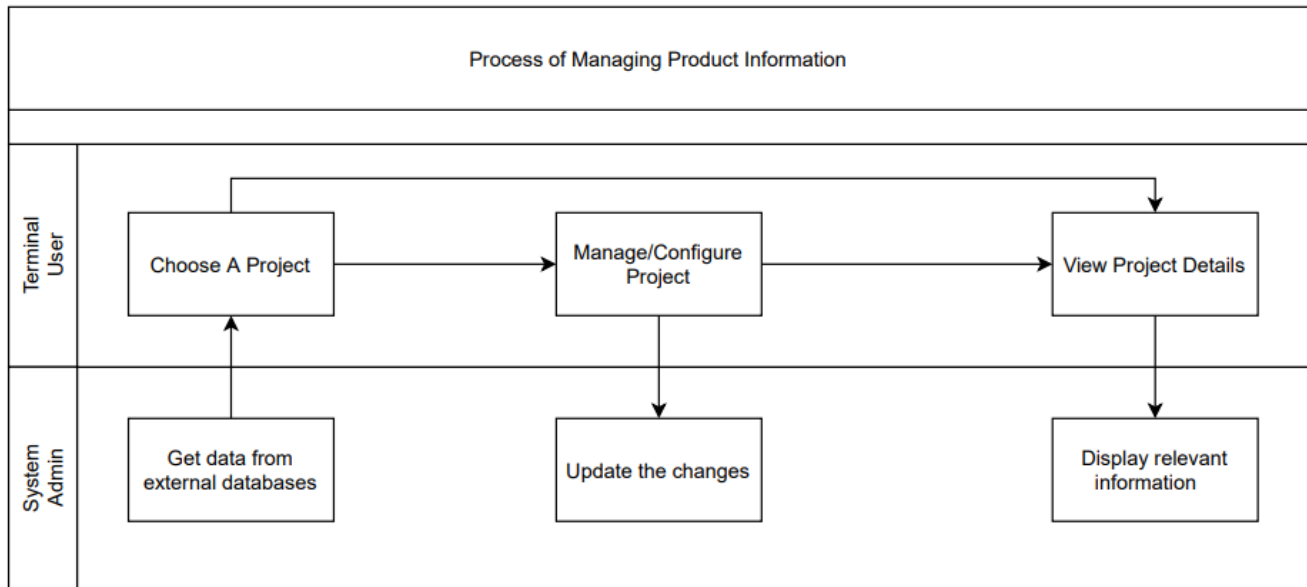 Process of Managing Product Information
Terminal
User
Choose A Project
Manage/Configure
Project
View Project Details
System
Admin
Get data from
external databases
Update the changes
Display relevant
information